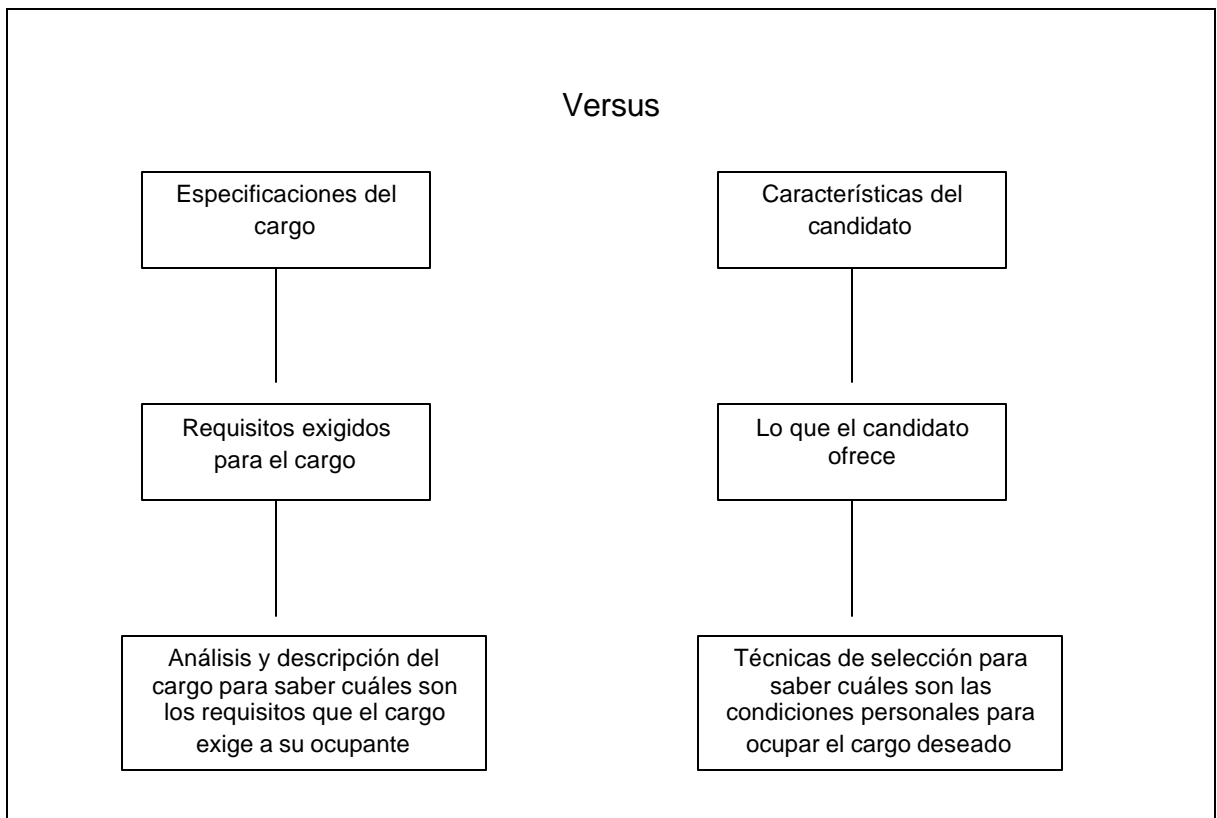 Versus
Especificaciones del
cargo
Características del
candidato
Requisitos exigidos
para el cargo
Lo que el candidato
ofrece
Análisis y descripción del
cargo para saber cuáles son
los requisitos que el cargo
exige a su ocupante
Técnicas de selección para
saber cuáles son las
condiciones personales para
ocupar el cargo deseado